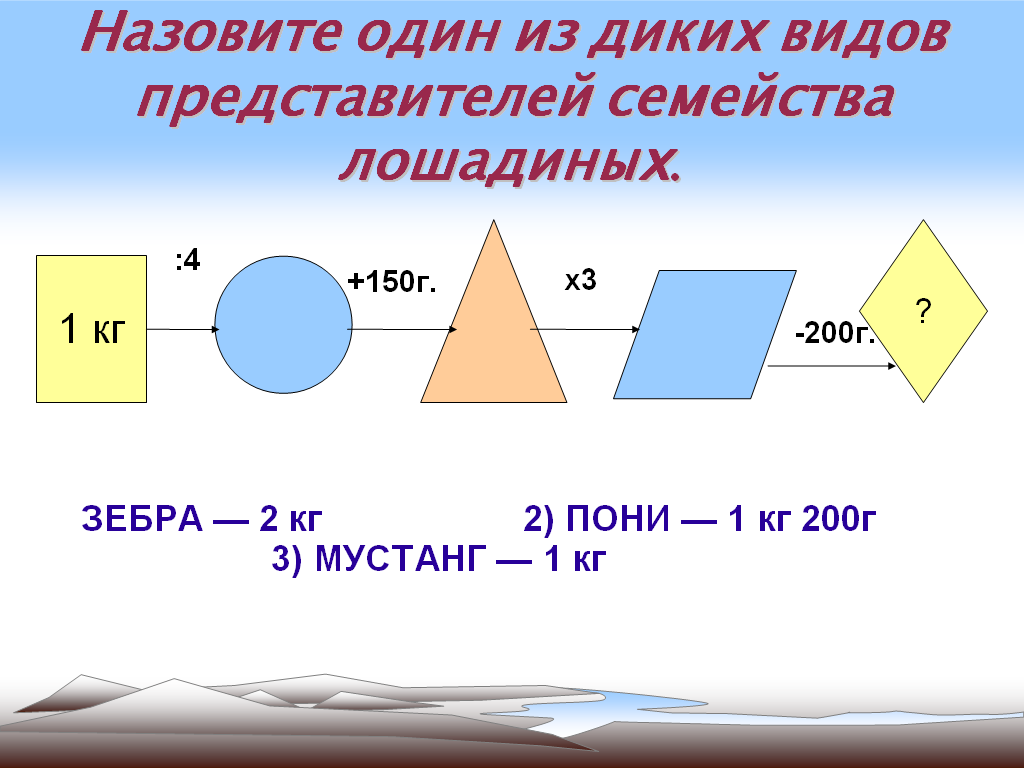 Назовите один из диких видов
представителей семейства
лошадиных.
:4
+150г.
х3
-200г.
1 кг
?
ЗЕБРА — 2 кг 2) ПОНИ — 1 кг 200г
3) МУСТАНГ — 1 кг